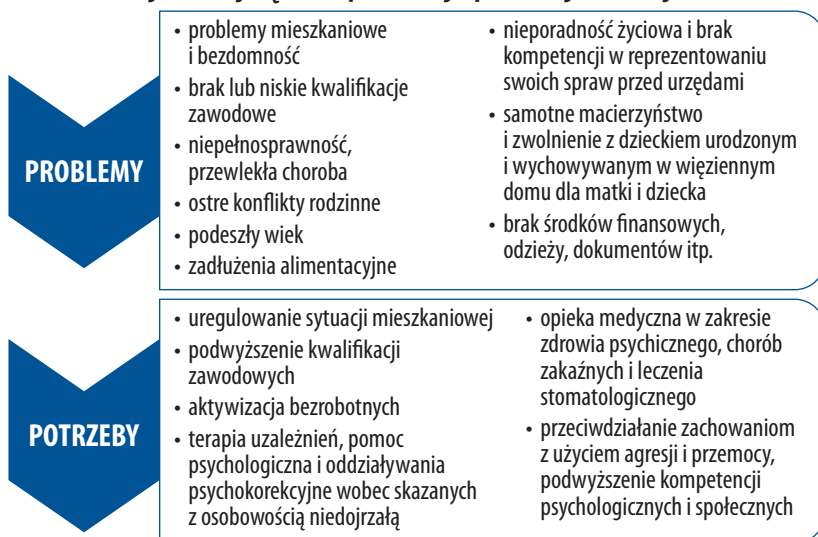 PROBLEMY
• problemy mieszkaniowe
i bezdomność
• brak lub niskie kwalifikacje
zawodowe
• niepełnosprawność,
przewlekła choroba
• ostre konflikty rodzinne
• podeszły wiek
• zadłużenia alimentacyjne
• nieporadność życiowa i brak
kompetencji w reprezentowaniu
swoich spraw przed urzędami
• samotne macierzyństwo
i zwolnienie z dzieckiem urodzonym
i wychowywanym w więziennym
domu dla matki i dziecka
• brak środków finansowych,
odzieży, dokumentów itp.
POTRZEBY
• uregulowanie sytuacji mieszkaniowej
• podwyższenie kwalifikacji
zawodowych
• aktywizacja bezrobotnych
• terapia uzależnień, pomoc
psychologiczna i oddziaływania
psychokorekcyjne wobec skazanych
z osobowością niedojrzałą
• opieka medyczna w zakresie
zdrowia psychicznego, chorób
zakaźnych i leczenia
stomatologicznego
• przeciwdziałanie zachowaniom
z użyciem agresji i przemocy,
podwyższenie kompetencji
psychologicznych i społecznych